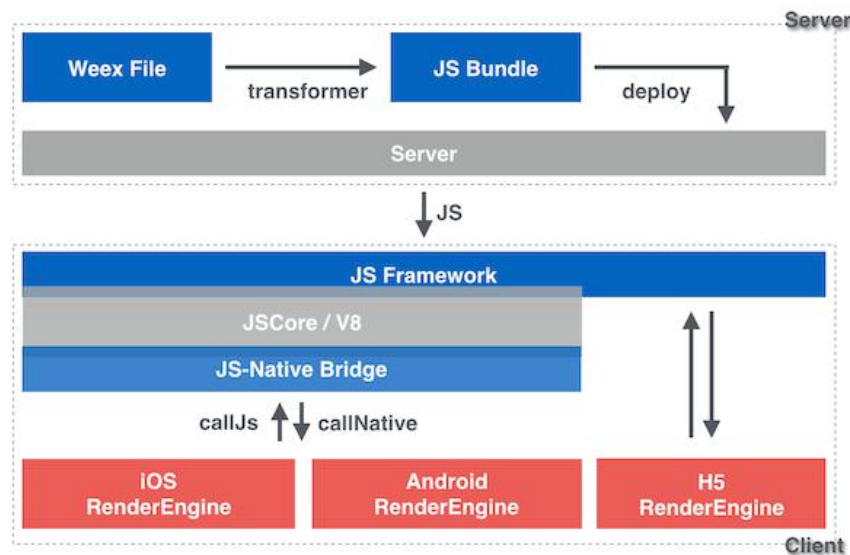 Server
Weex File
transformer
JS Bundle
deploy
Server
JS
JS Framework
JSCore / V8
JS-Native Bridge
callJs
callNative
iOS
RenderEngine
Android
RenderEngine
H5
RenderEngine
Client